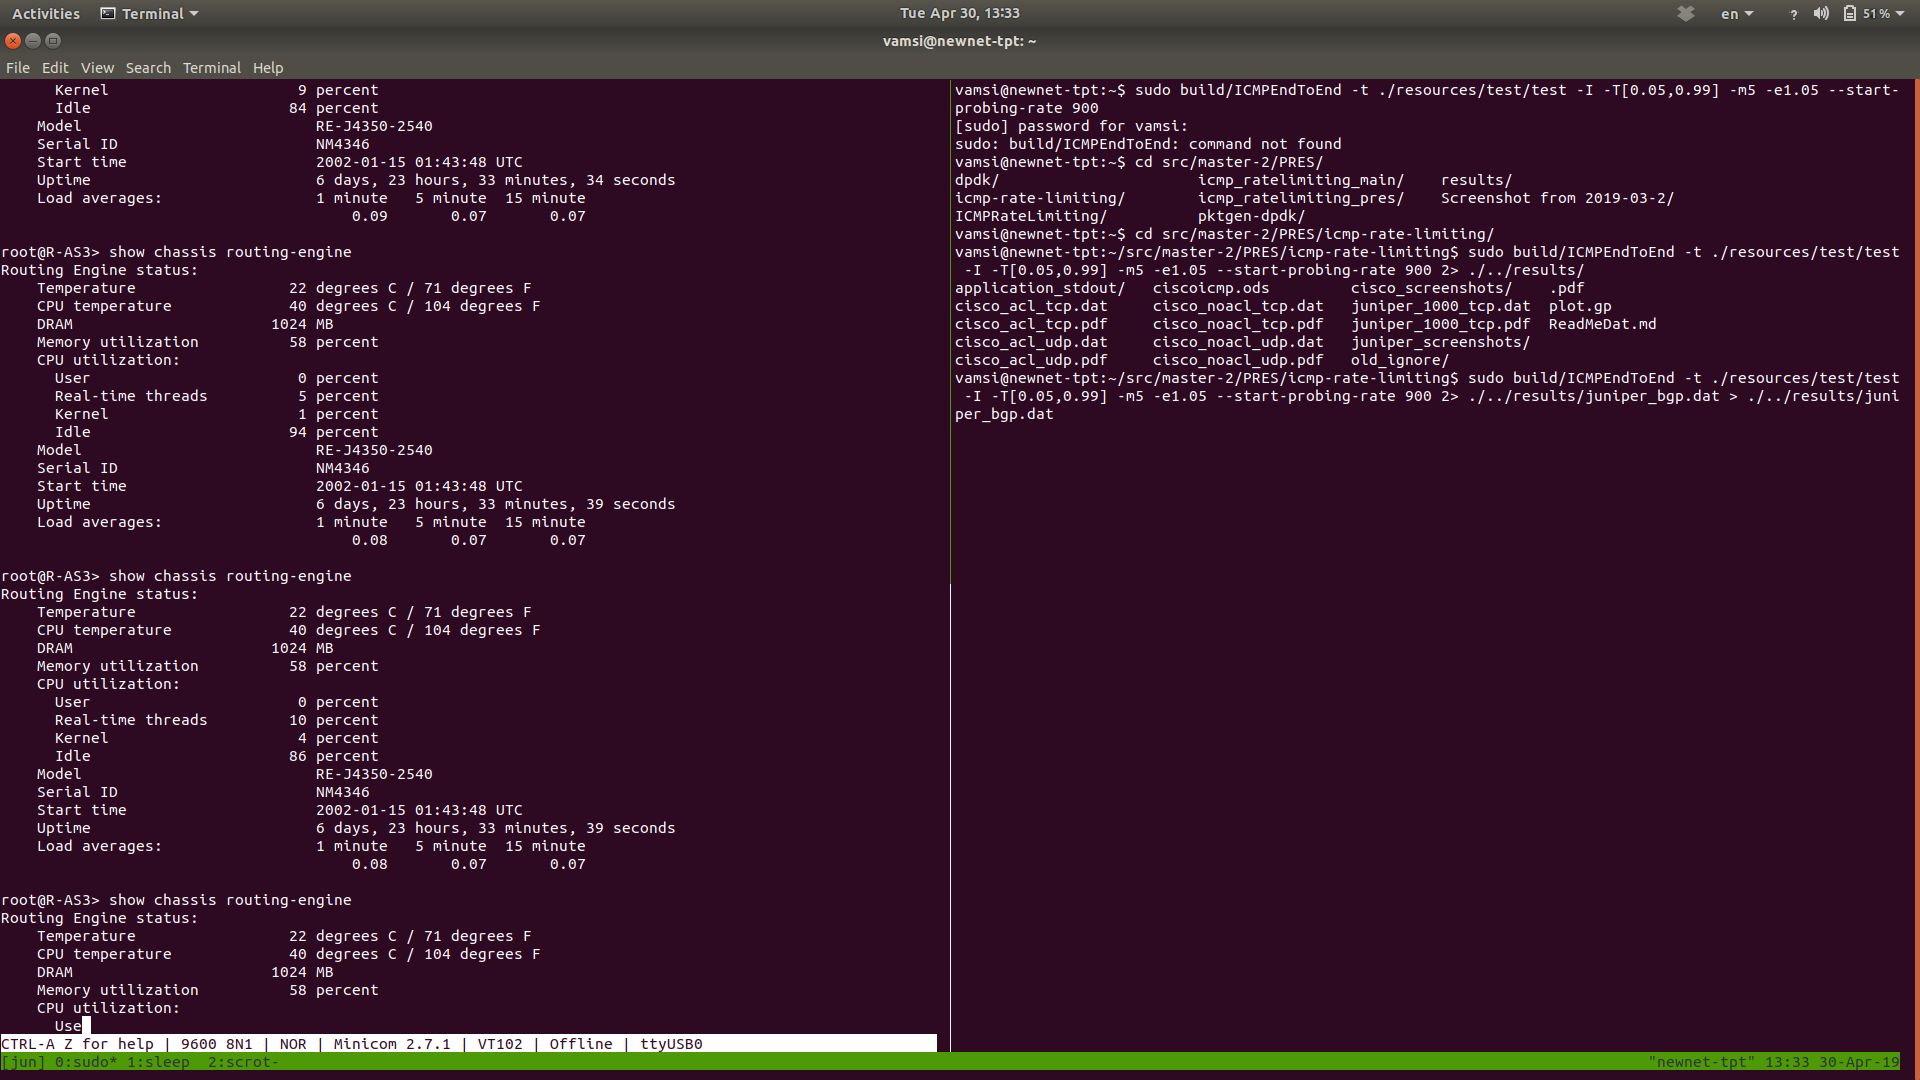 Activities Terminal Tue Apr 30, 13:33 en ? 51%
vamsi@newnet-tpt: ~
File Edit View Search Terminal Help
Kernel 9 percent
Idle 84 percent
Model RE-J4350-2540
Serial ID NM4346
Start time 2002-01-15 01:43:48 UTC
Uptime 6 days, 23 hours, 33 minutes, 34 seconds
Load averages: 1 minute 5 minute 15 minute
0.09 0.07 0.07
root@R-AS3> show chassis routing-engine
Routing Engine status:
Temperature 22 degrees C / 71 degrees F
CPU temperature 40 degrees C / 104 degrees F
DRAM 1024 MB
Memory utilization 58 percent
CPU utilization:
User 0 percent
Real-time threads 5 percent
Kernel 1 percent
Idle 94 percent
Model RE-J4350-2540
Serial ID NM4346
Start time 2002-01-15 01:43:48 UTC
Uptime 6 days, 23 hours, 33 minutes, 39 seconds
Load averages: 1 minute 5 minute 15 minute
0.08 0.07 0.07
root@R-AS3> show chassis routing-engine
Routing Engine status:
Temperature 22 degrees C / 71 degrees F
CPU temperature 40 degrees C / 104 degrees F
DRAM 1024 MB
Memory utilization 58 percent
CPU utilization:
User 0 percent
Real-time threads 10 percent
Kernel 4 percent
Idle 86 percent
Model RE-J4350-2540
Serial ID NM4346
Start time 2002-01-15 01:43:48 UTC
Uptime 6 days, 23 hours, 33 minutes, 39 seconds
Load averages: 1 minute 5 minute 15 minute
0.08 0.07 0.07
root@R-AS3> show chassis routing-engine
Routing Engine status:
Temperature 22 degrees C / 71 degrees F
CPU temperature 40 degrees C / 104 degrees F
DRAM 1024 MB
Memory utilization 58 percent
CPU utilization:
Use
CTRL-A Z for help | 9600 8N1 | NOR | Minicom 2.7.1 | VT102 | Offline | ttyUSB0
vamsi@newnet-tpt:~$ sudo build/ICMPEndToEnd -t ./resources/test/test -I -T[0.05,0.99] -m5 -e1.05 --start-
probing-rate 900
[sudo] password for vamsi:
sudo: build/ICMPEndToEnd: command not found
vamsi@newnet-tpt:~$ cd src/master-2/PRES/
dpdk/ icmp_ratelimiting_main/ results/
icmp-rate-limiting/ icmp_ratelimiting_pres/ Screenshot from 2019-03-2/
ICMPRateLimiting/ pktgen-dpdk/
vamsi@newnet-tpt:~$ cd src/master-2/PRES/icmp-rate-limiting/
vamsi@newnet-tpt:~/src/master-2/PRES/icmp-rate-limiting$ sudo build/ICMPEndToEnd -t ./resources/test/test
-I -T[0.05,0.99] -m5 -e1.05 --start-probing-rate 900 2> ./../results/
application_stdout/ ciscoicmp.ods cisco_screenshots/ .pdf
cisco_acl_tcp.dat cisco_noacl_tcp.dat juniper_1000_tcp.dat plot.gp
cisco_acl_tcp.pdf cisco_noacl_tcp.pdf juniper_1000_tcp.pdf ReadMeDat.md
cisco_acl_udp.dat cisco_noacl_udp.dat juniper_screenshots/
cisco_acl_udp.pdf cisco_noacl_udp.pdf old_ignore/
vamsi@newnet-tpt:~/src/master-2/PRES/icmp-rate-limiting$ sudo build/ICMPEndToEnd -t ./resources/test/test
-I -T[0.05,0.99] -m5 -e1.05 --start-probing-rate 900 2> ./../results/juniper_bgp.dat > ./../results/juni
per_bgp.dat
[jun] 0:sudo* 1:sleep 2:scrot- "newnet-tpt" 13:33 30-Apr-19